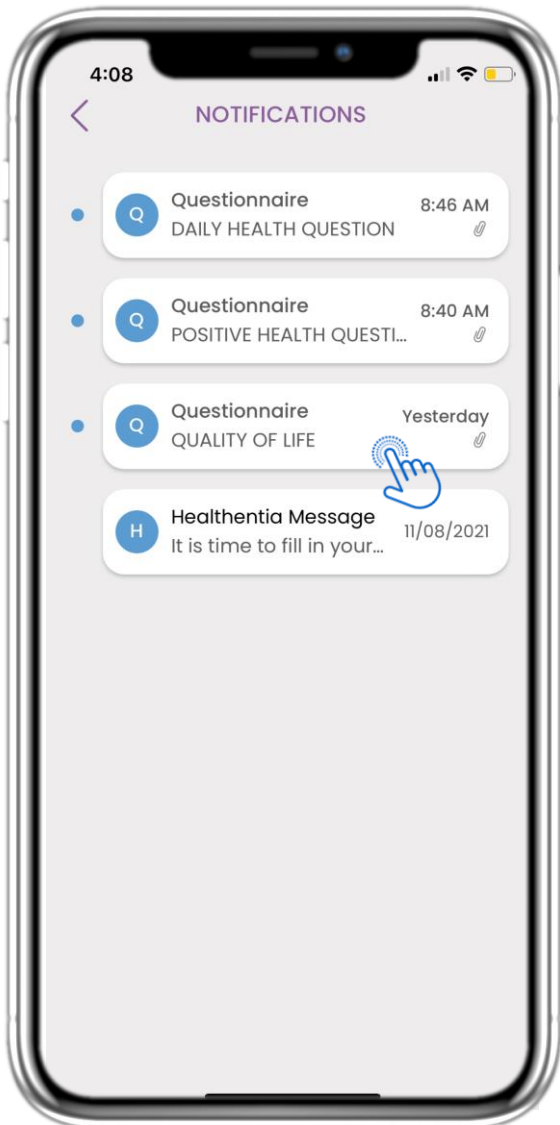 4:08
NOTIFICATIONS
Q
Questionnaire
8:46 AM
DAILY HEALTH QUESTION
Q
Questionnaire
8:40 AM
POSITIVE HEALTH QUESTI...
Q
Questionnaire
Yesterday
QUALITY OF LIFE
H
Healthentia Message
11/08/2021
It is time to fill in your...